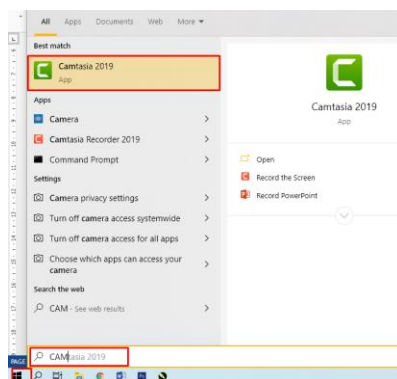 All Apps Documents Web More
Best match
Camtasia 2019
App
Apps
Camera
Camtasia Recorder 2019
Command Prompt
Settings
Camera privacy settings
Turn off camera access systemwide
Turn off camera access for all apps
Choose which apps can access your
camera
Search the web
CAM - See web results
Camtasia 2019
App
Open
Record the Screen
Record PowerPoint
PAGE
CAMtasia 2019